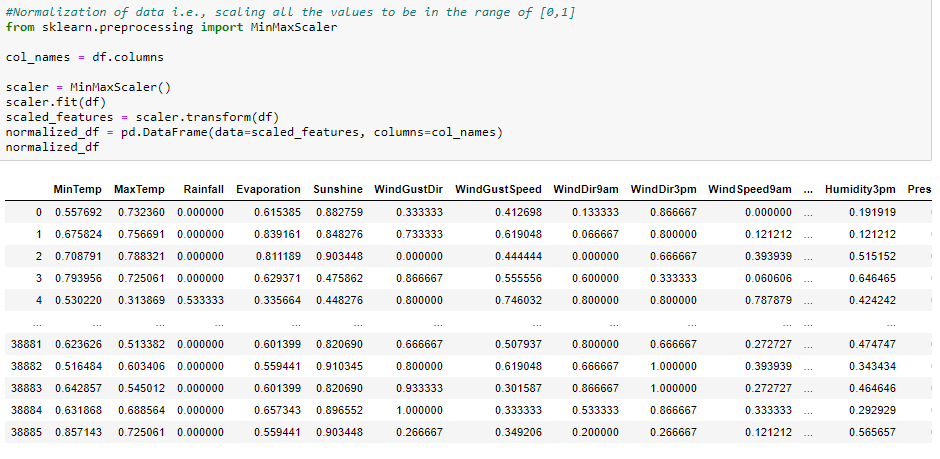 #Normalization of data i.e., scaling all the values to be in the range of [0,1]
from sklearn.preprocessing import MinMaxScaler
col_names = df.columns
scaler = MinMaxScaler()
scaler.fit(df)
scaled_features = scaler.transform(df)
normalized_df = pd.DataFrame(data=scaled_features, columns=col_names)
normalized_df
MinTemp MaxTemp Rainfall Evaporation Sunshine WindGustDir WindGustSpeed WindDir9am WindDir3pm WindSpeed9am ... Humidity3pm Pres
0 0.557692 0.732360 0.000000 0.615385 0.882759 0.333333 0.412698 0.133333 0.866667 0.000000 ... 0.191919
1 0.675824 0.756691 0.000000 0.839161 0.848276 0.733333 0.619048 0.066667 0.800000 0.121212 ... 0.121212
2 0.708791 0.788321 0.000000 0.811189 0.903448 0.000000 0.444444 0.000000 0.666667 0.393939 ... 0.515152
3 0.793956 0.725061 0.000000 0.629371 0.475862 0.866667 0.555556 0.600000 0.333333 0.060606 ... 0.646465
4 0.530220 0.313869 0.533333 0.335664 0.448276 0.800000 0.746032 0.800000 0.800000 0.787879 ... 0.424242
... ... ... ... ... ... ... ... ... ... ... ... ...
38881 0.623626 0.513382 0.000000 0.601399 0.820690 0.666667 0.507937 0.800000 0.666667 0.272727 ... 0.474747
38882 0.516484 0.603406 0.000000 0.559441 0.910345 0.800000 0.619048 0.666667 1.000000 0.393939 ... 0.343434
38883 0.642857 0.545012 0.000000 0.601399 0.820690 0.933333 0.301587 0.866667 1.000000 0.272727 ... 0.464646
38884 0.631868 0.688564 0.000000 0.657343 0.896552 1.000000 0.333333 0.533333 0.866667 0.333333 ... 0.292929
38885 0.857143 0.725061 0.000000 0.559441 0.903448 0.266667 0.349206 0.200000 0.266667 0.121212 ... 0.565657